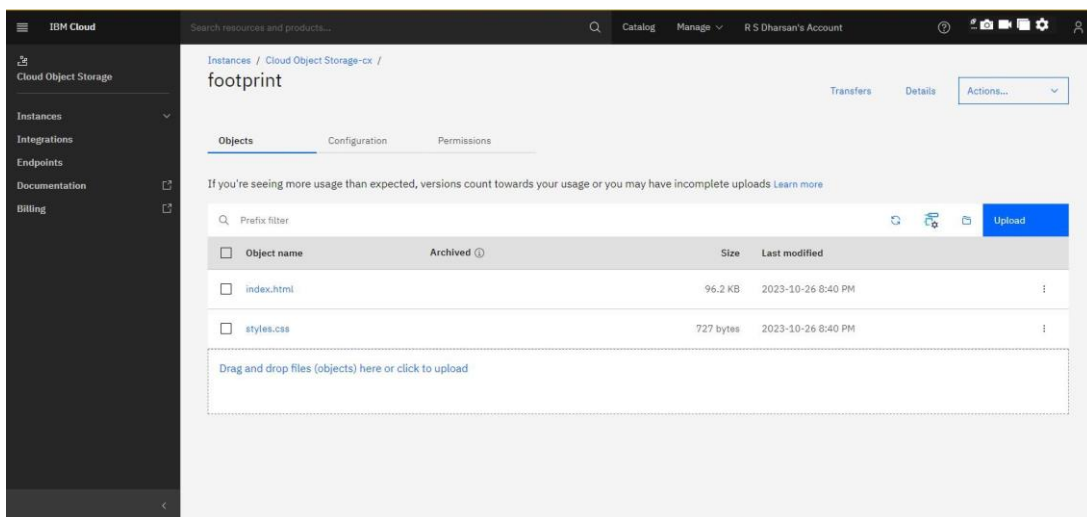 IBM Cloud
Search resources and products...
Catalog
Manage
R S Dharsan's Account
Cloud Object Storage
Instances
Integrations
Endpoints
Documentation
Billing
Instances / Cloud Object Storage-cx /
footprint
Transfers
Details
Actions...
Objects
Configuration
Permissions
If you're seeing more usage than expected, versions count towards your usage or you may have incomplete uploads Learn more
Prefix filter
Upload
Object name
Archived
Size
Last modified
index.html
96.2 KB
2023-10-26 8:40 PM
styles.css
727 bytes
2023-10-26 8:40 PM
Drag and drop files (objects) here or click to upload